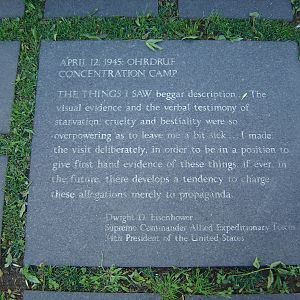 APRIL 12, 1945: OHRDRUF
CONCENTRATION CAMP
THE THINGS I SAW beggar description... The
visual evidence and the verbal testimony of
starvation, cruelty and bestiality were so
overpowering as to leave me a bit sick... I made
the visit deliberately, in order to be in a position to
give first hand evidence of these things if ever, in
the future, there develops a tendency to charge
these allegations merely to propaganda.
Dwight D. Eisenhower
Supreme Commander Allied Expeditionary Forces
34th President of the United States